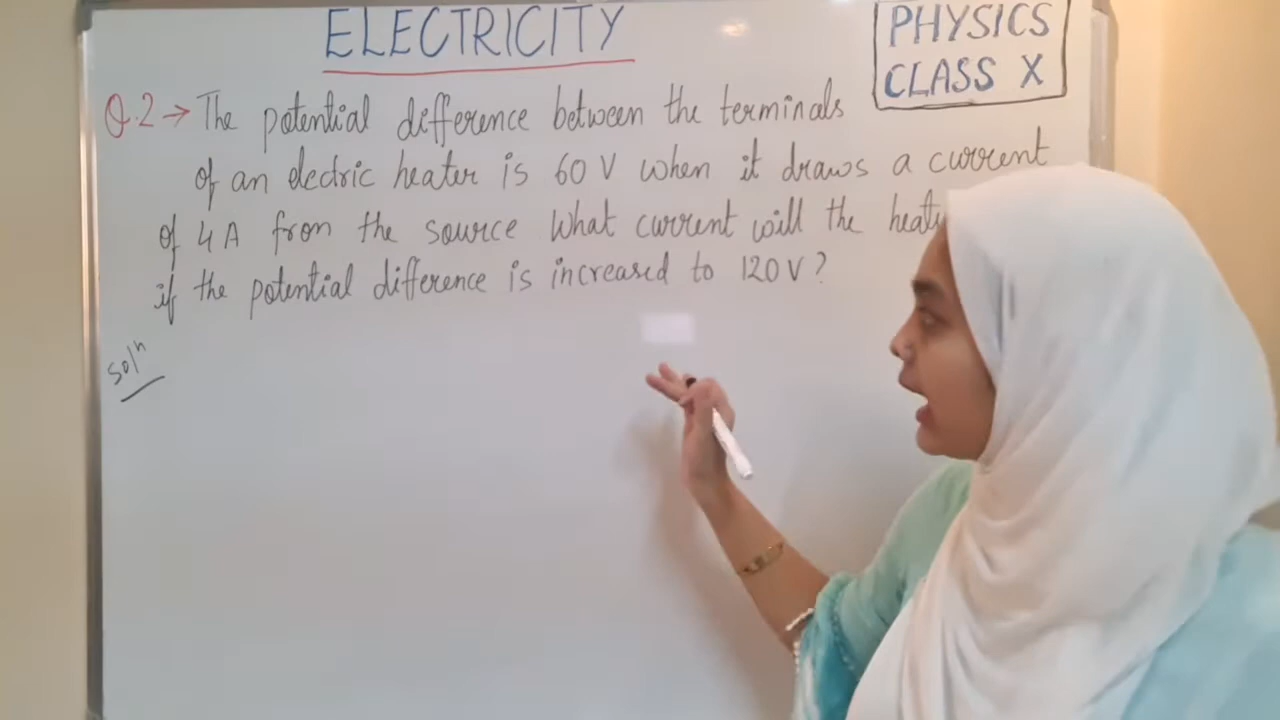 ELECTRICITY
PHYSICS
CLASS X
Q.2 → The potential difference between the terminals
of an electric heater is 60 V when it draws a current
of 4 A from the source What current will the
if the potential difference is increased to 120 V ?
Solⁿ